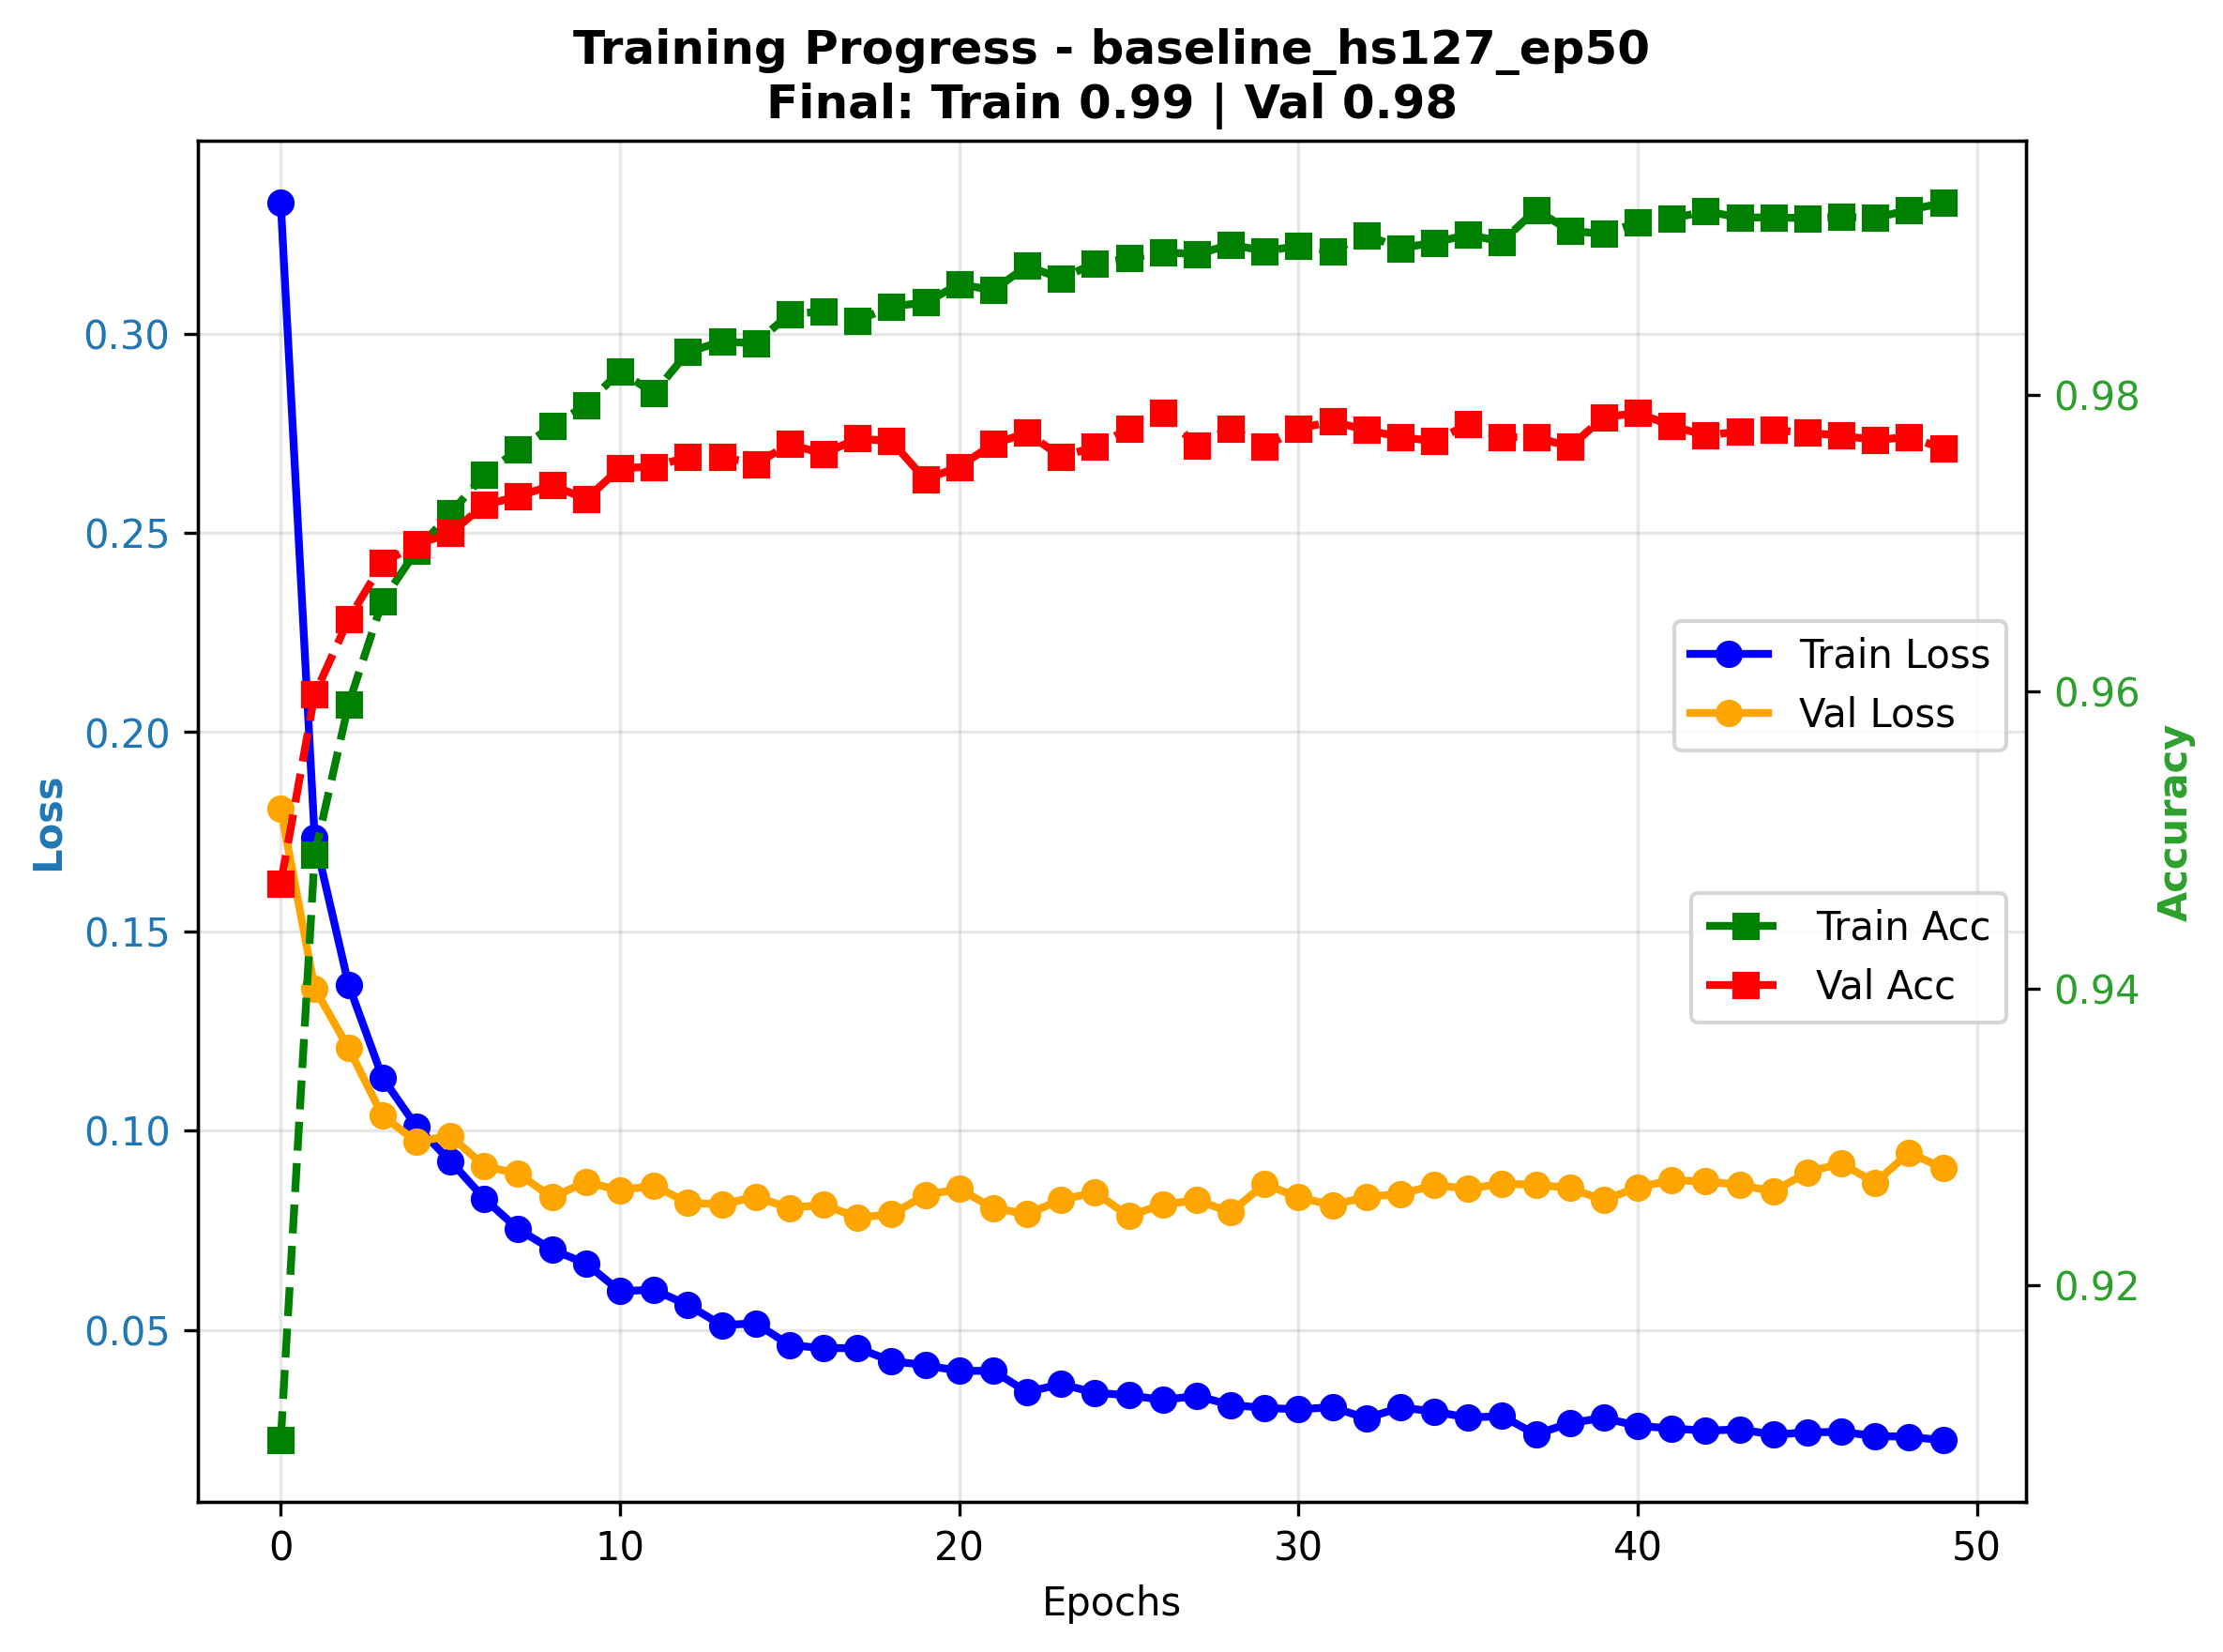 Training Progress - baseline_hs127_ep50
Final: Train 0.99 | Val 0.98
0.30
0.25
0.20
0.15
0.10
0.05
Loss
0.98
0.96
0.94
0.92
Accuracy
Train Loss
Val Loss
Train Acc
Val Acc
0 10 20 30 40 50
Epochs